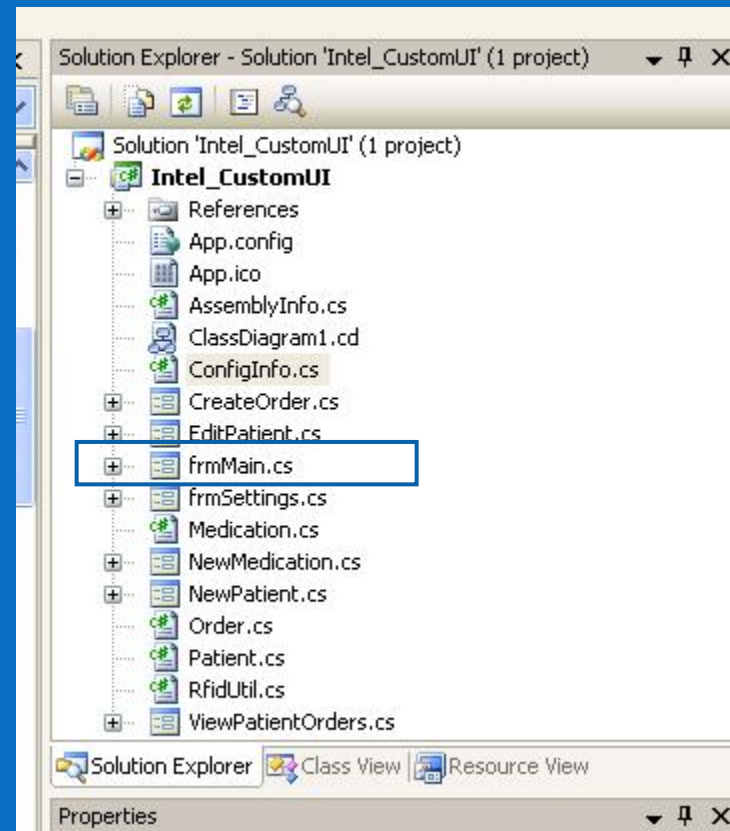 Solution Explorer - Solution 'Intel_CustomUI' (1 project)
Solution 'Intel_CustomUI' (1 project)
Intel_CustomUI
References
App.config
App.ico
AssemblyInfo.cs
ClassDiagram1.cd
ConfigInfo.cs
CreateOrder.cs
EditPatient.cs
frmMain.cs
frmSettings.cs
Medication.cs
NewMedication.cs
NewPatient.cs
Order.cs
Patient.cs
RfidUtil.cs
ViewPatientOrders.cs
Solution Explorer Class View Resource View
Properties